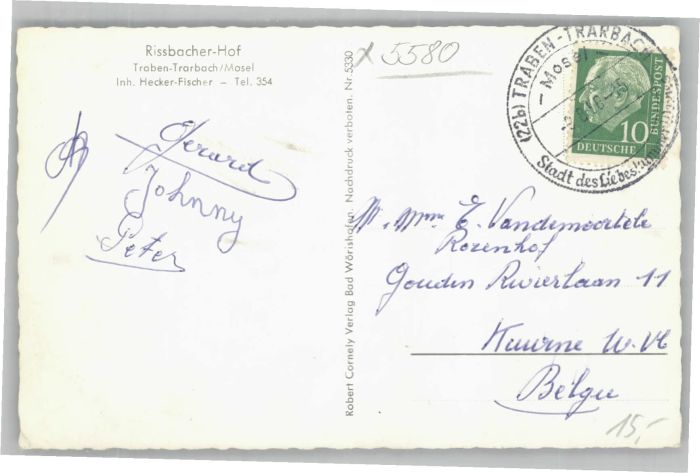 Rissbacher-Hof
Traben-Trarbach/Mosel
Inh. Hecker-Fischer – Tel. 354
x 5580
Gerard
Johnny
Peter
Robert Cornely Verlag Bad Wörishofen. Nachdruck verboten. Nr. 5330
(22b) TRABEN-TRARBACH
– Mosel –
Stadt des
10
DEUTSCHE
BUNDESPOST
M. Mme E. Vandemoortele
Rozenhof
Gouden Rivierlaan 11
Kuurne W. Vl
Belgie
15,-